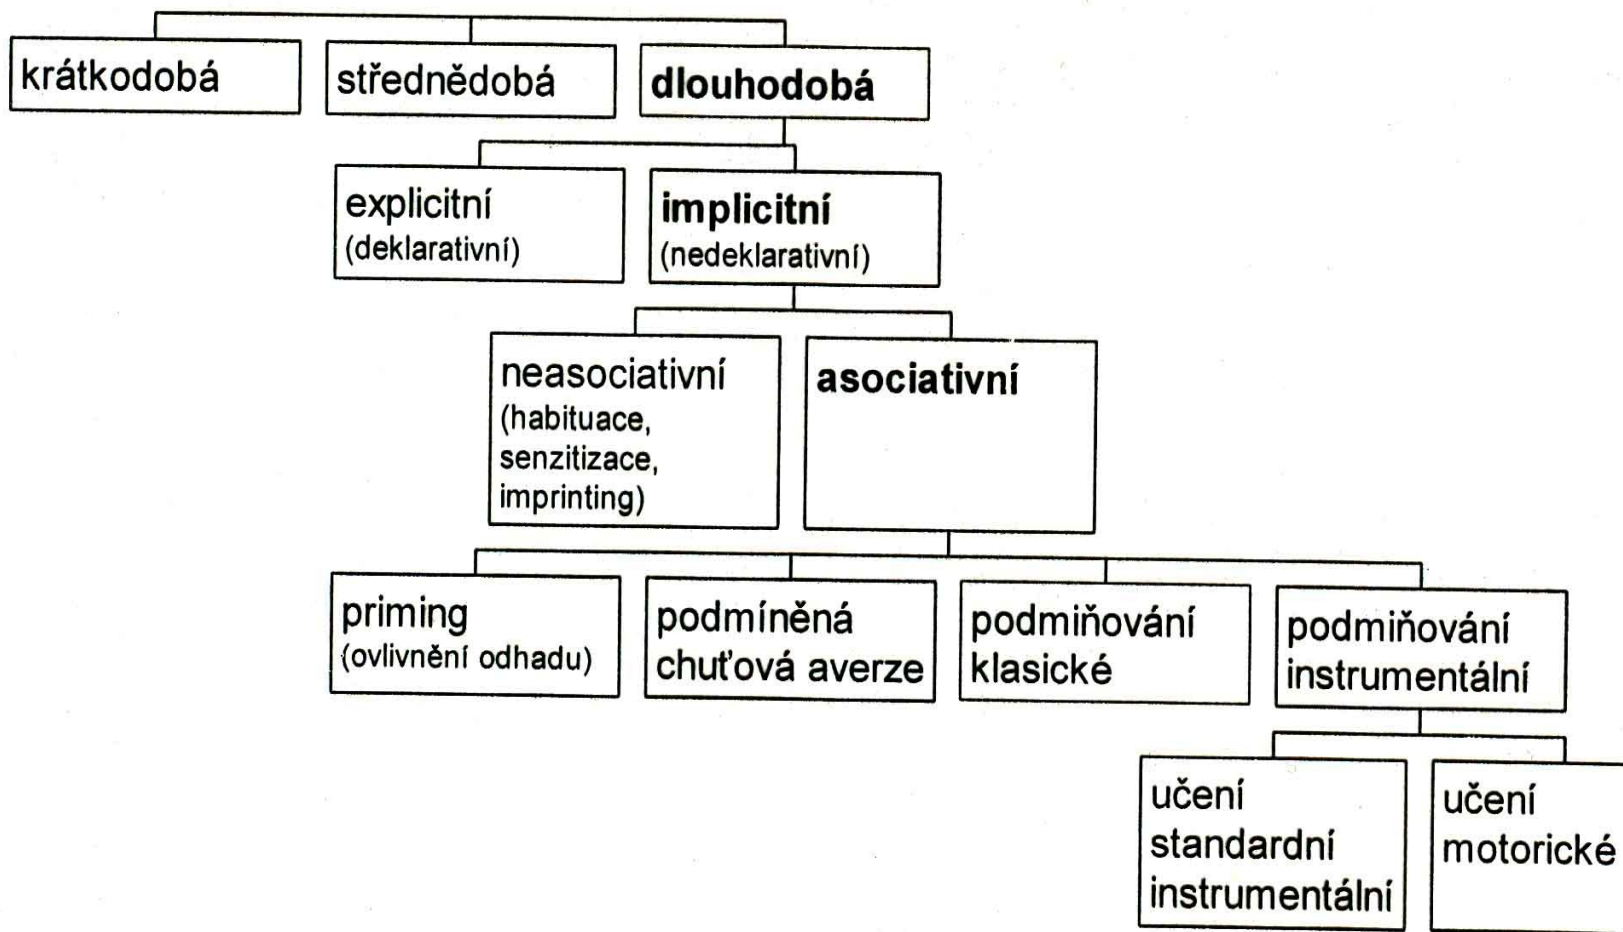 krátkodobá
střednědobá
dlouhodobá
explicitní
(deklarativní)
implicitní
(nedeklarativní)
neasociativní
(habituace,
senzitizace,
imprinting)
asociativní
priming
(ovlivnění odhadu)
podmíněná
chuťová averze
podmiňování
klasické
podmiňování
instrumentální
učení
standardní
instrumentální
učení
motorické